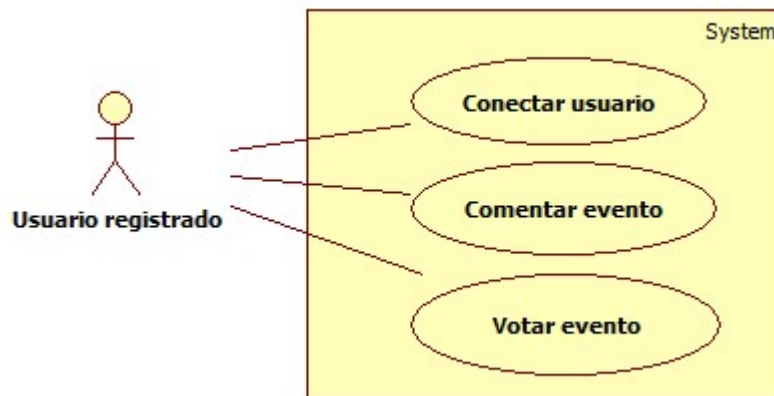 System
Conectar usuario
Usuario registrado
Comentar evento
Votar evento